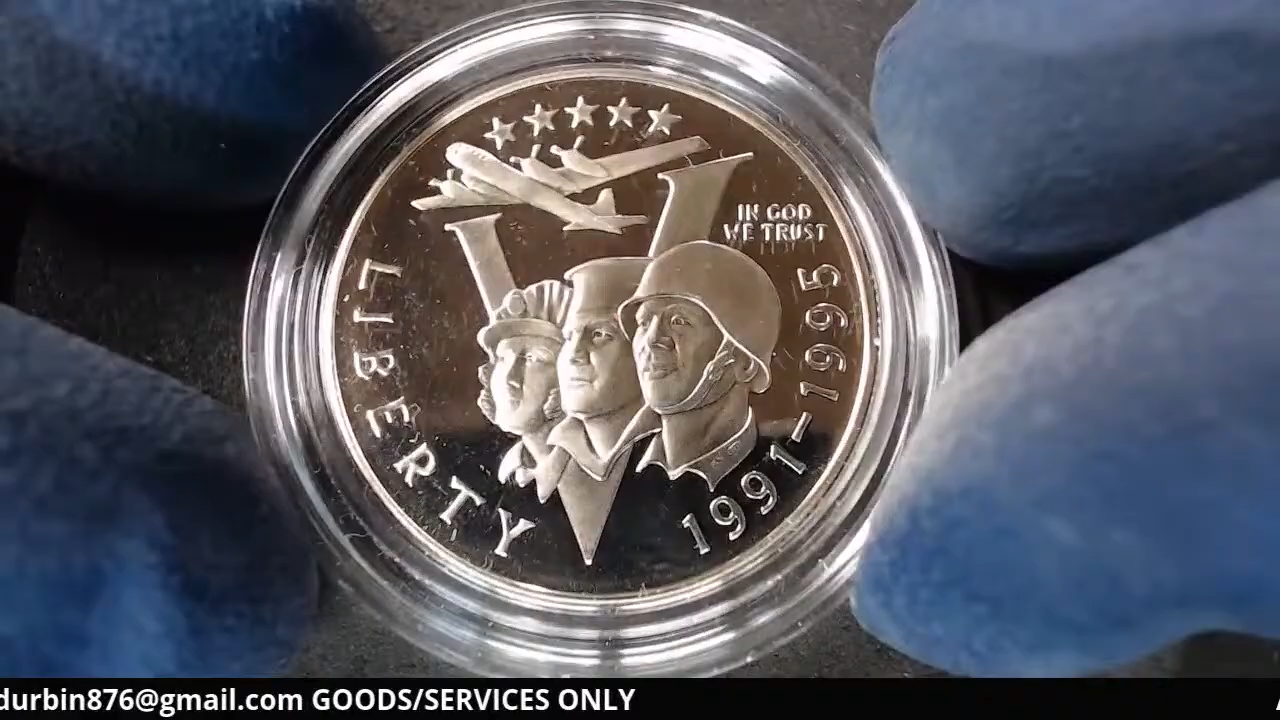 IN GOD
WE TRUST
LIBERTY
1991-1995
durbin876@gmail.com GOODS/SERVICES ONLY